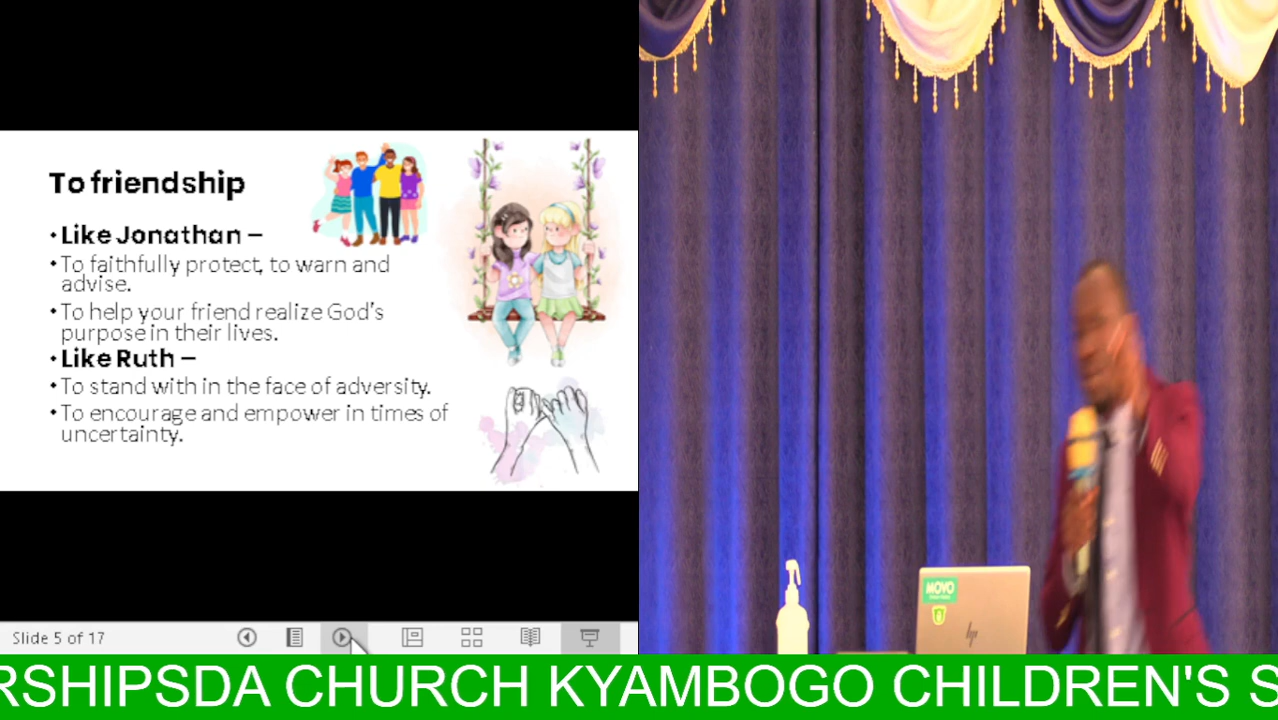 To friendship
• Like Jonathan –
• To faithfully protect, to warn and
advise.
• To help your friend realize God's
purpose in their lives.
• Like Ruth –
• To stand with in the face of adversity.
• To encourage and empower in times of
uncertainty.
Slide 5 of 17
MOVO
hp
RSHIPSDA CHURCH KYAMBOGO CHILDREN'S S